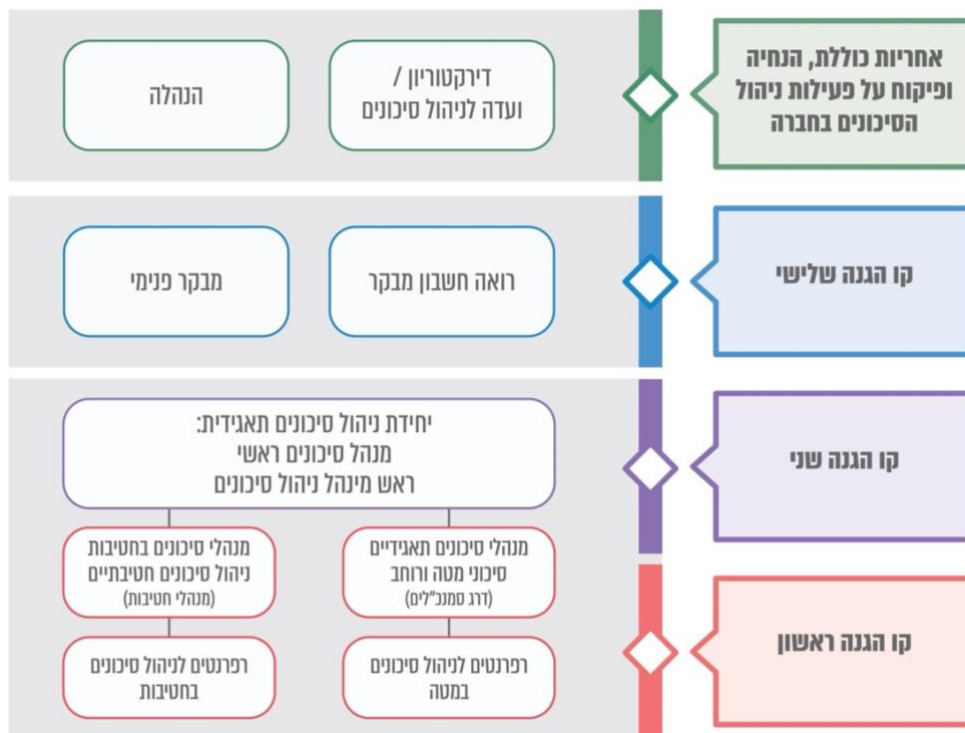 אחריות כוללת, הנחיה
ופיקוח על פעילות ניהול
הסיכונים בחברה
דירקטוריון /
ועדה לניהול סיכונים
הנהלה
קו הגנה שלישי
רואה חשבון מבקר
מבקר פנימי
קו הגנה שני
יחידת ניהול סיכונים תאגידית:
מנהל סיכונים ראשי
ראש מינהל ניהול סיכונים
קו הגנה ראשון
מנהלי סיכונים תאגידיים
סיכוני מטה ורוחב
(דרג סמנכ"לים)
מנהלי סיכונים בחטיבות
ניהול סיכונים חטיבתיים
(מנהלי חטיבות)
רפרנטים לניהול סיכונים
במטה
רפרנטים לניהול סיכונים
בחטיבות